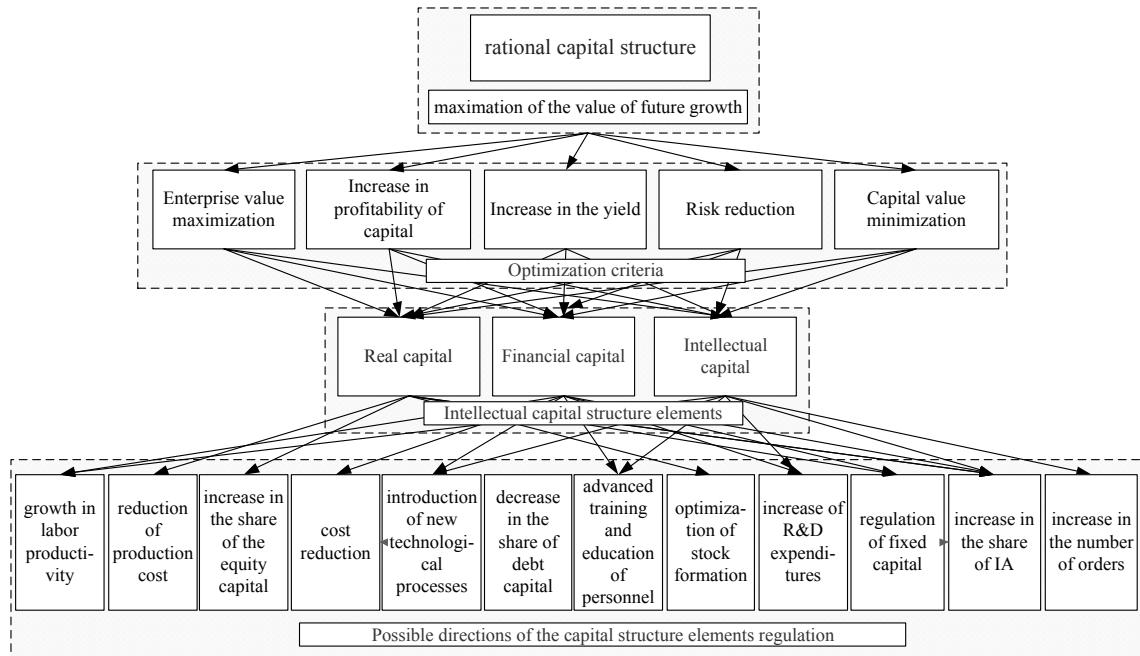 rational capital structure
maximation of the value of future growth
Enterprise value
maximization
Increase in
profitability of
capital
Increase in the yield
Risk reduction
Capital value
minimization
Optimization criteria
Real capital
Financial capital
Intellectual
capital
Intellectual capital structure elements
growth in
labor
producti-
vity
reduction
of
production
cost
increase in
the share
of the
equity
capital
cost
reduction
introduction
of new
technologi-
cal
processes
decrease
in the
share of
debt
capital
advanced
training
and
education
of
personnel
optimiza-
tion
of stock
formation
increase of
R&D
expendi-
tures
regulation
of fixed
capital
increase in
the share
of IA
increase in
the number
of orders
Possible directions of the capital structure elements regulation